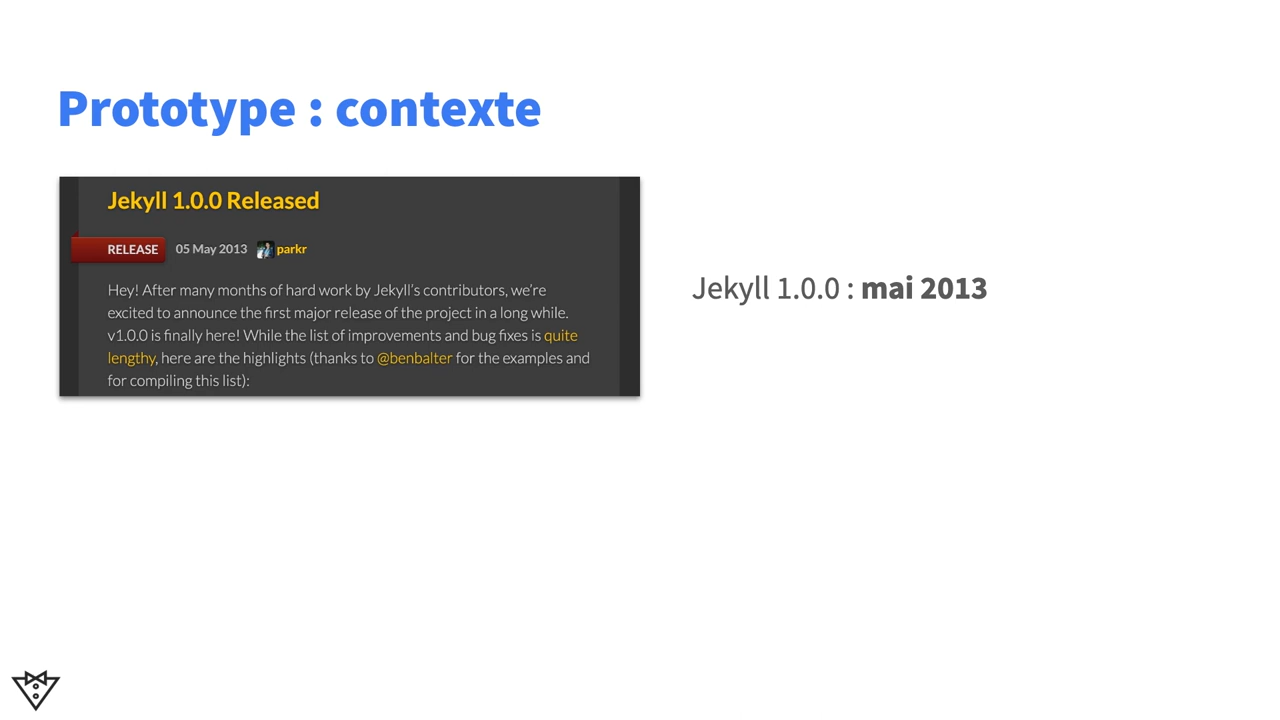 Prototype : contexte
Jekyll 1.0.0 Released
RELEASE 05 May 2013 parkr
Hey! After many months of hard work by Jekyll's contributors, we're
excited to announce the first major release of the project in a long while.
v1.0.0 is finally here! While the list of improvements and bug fixes is quite
lengthy, here are the highlights (thanks to @benbalter for the examples and
for compiling this list):
Jekyll 1.0.0 : mai 2013